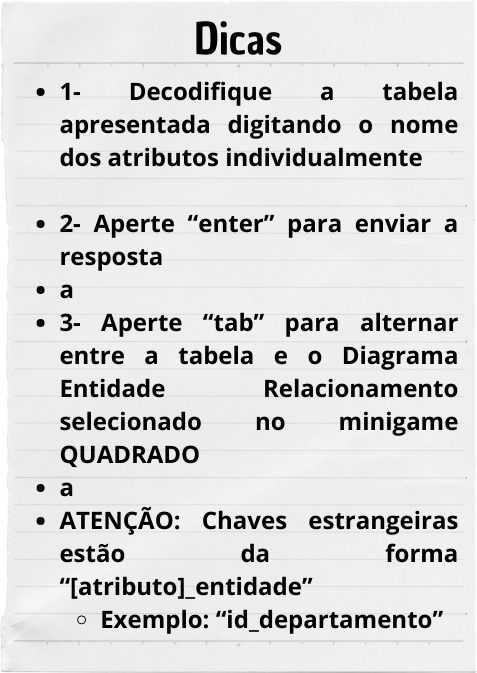 Dicas
• 1- Decodifique a tabela
apresentada digitando o nome
dos atributos individualmente
• 2- Aperte “enter” para enviar a
resposta
• a
• 3- Aperte “tab” para alternar
entre a tabela e o Diagrama
Entidade Relacionamento
selecionado no minigame
QUADRADO
• a
• ATENÇÃO: Chaves estrangeiras
estão da forma
“[atributo]_entidade”
◦ Exemplo: “id_departamento”